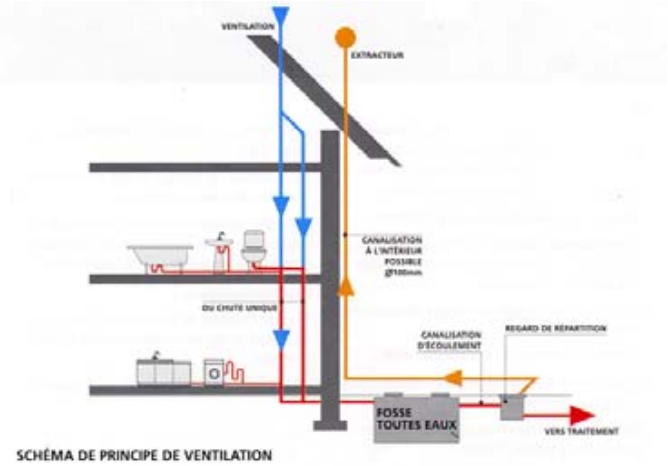 VENTILATION
EXTRACTEUR
CANALISATION
À L'INTÉRIEUR
POSSIBLE
Ø100mm
OU CHUTE UNIQUE
CANALISATION
D'ÉCOULEMENT
REGARD DE RÉPARTITION
FOSSE
TOUTES EAUX
VERS TRAITEMENT
SCHÉMA DE PRINCIPE DE VENTILATION